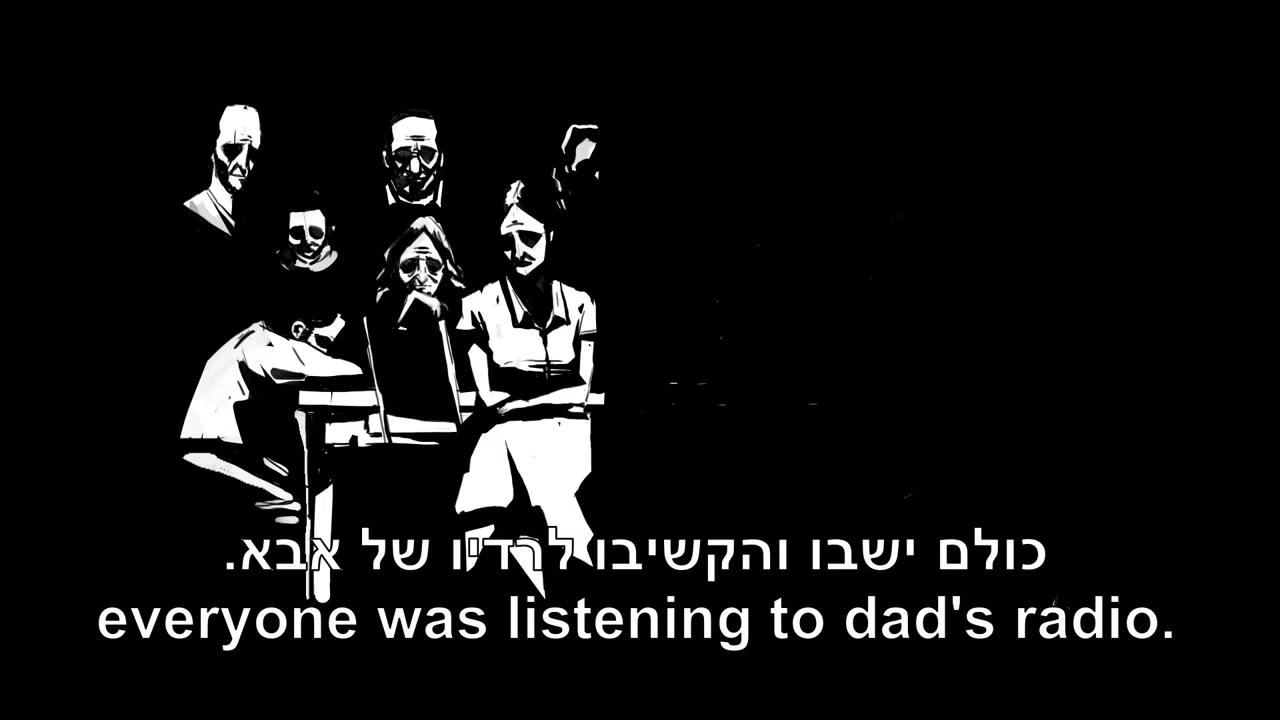 כולם ישבו והקשיבו לרדיו של אבא.
everyone was listening to dad's radio.